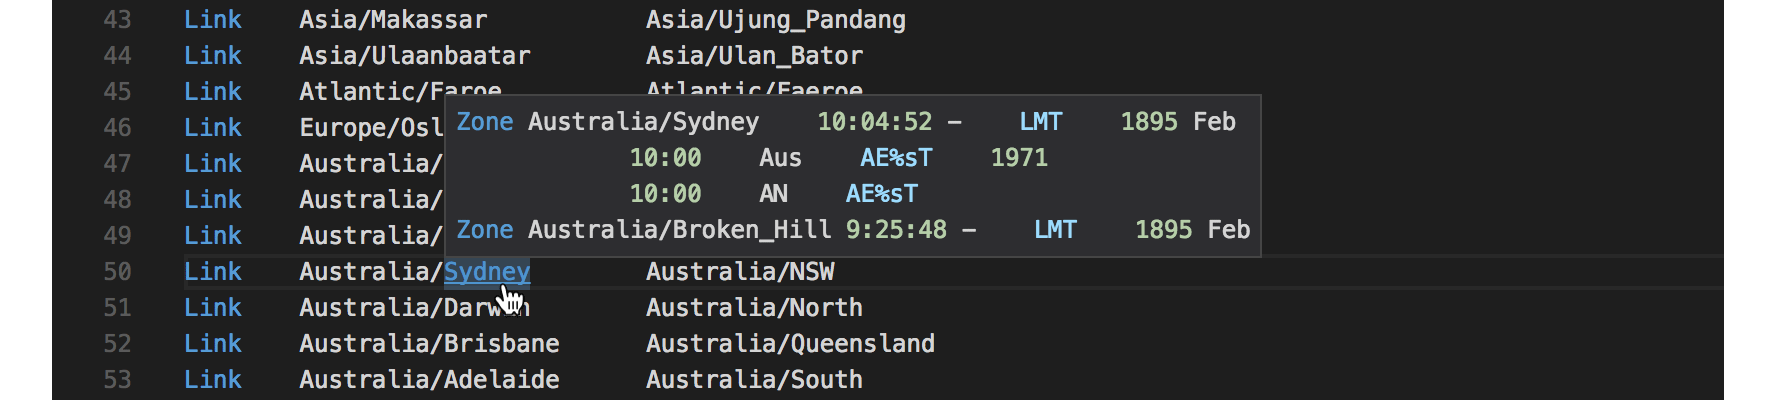 43 Link Asia/Makassar Asia/Ujung_Pandang
44 Link Asia/Ulaanbaatar Asia/Ulan_Bator
45 Link Atlantic/Faroe Atlantic/Faeroe
46 Link Europe/Osl
47 Link Australia/
48 Link Australia/
49 Link Australia/
Zone Australia/Sydney 10:04:52 – LMT 1895 Feb
10:00 Aus AE%sT 1971
10:00 AN AE%sT
Zone Australia/Broken_Hill 9:25:48 – LMT 1895 Feb
50 Link Australia/Sydney Australia/NSW
51 Link Australia/Darwin Australia/North
52 Link Australia/Brisbane Australia/Queensland
53 Link Australia/Adelaide Australia/South